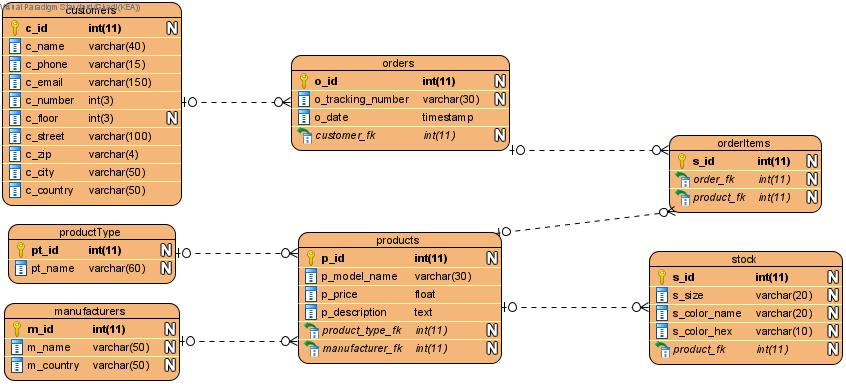 customers
c_id int(11) N
c_name varchar(40)
c_phone varchar(15)
c_email varchar(150)
c_number int(3)
c_floor int(3) N
c_street varchar(100)
c_zip varchar(4)
c_city varchar(50)
c_country varchar(50)
orders
o_id int(11) N
o_tracking_number varchar(30) N
o_date timestamp
customer_fk int(11) N
orderItems
s_id int(11) N
order_fk int(11) N
product_fk int(11) N
productType
pt_id int(11) N
pt_name varchar(60) N
products
p_id int(11) N
p_model_name varchar(30)
p_price float
p_description text
product_type_fk int(11) N
manufacturer_fk int(11) N
stock
s_id int(11) N
s_size varchar(20) N
s_color_name varchar(20) N
s_color_hex varchar(10) N
product_fk int(11) N
manufacturers
m_id int(11) N
m_name varchar(50) N
m_country varchar(50) N